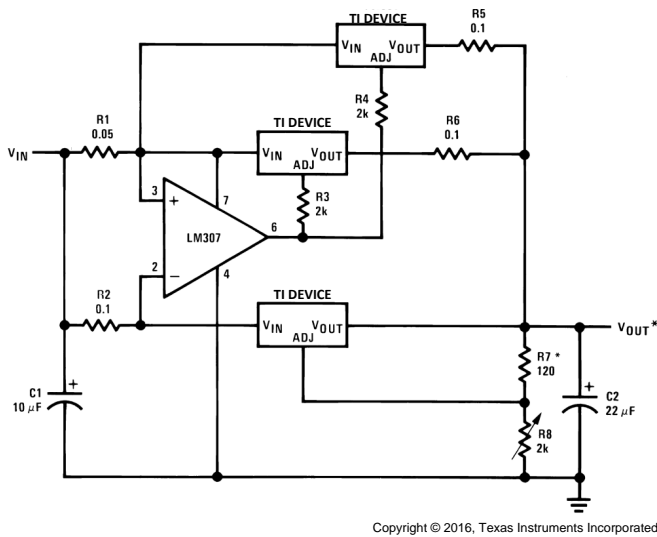 TI DEVICE
R5
0.1
VIN
VOUT
ADJ
R4
2k
R1
0.05
TI DEVICE
R6
0.1
VIN
VIN
VOUT
ADJ
R3
2k
3
+
7
6
LM307
2
−
4
R2
0.1
TI DEVICE
VIN
VOUT
ADJ
VOUT*
R7 *
120
C1
10 µF
+
R8
2k
+
C2
22 µF
Copyright © 2016, Texas Instruments Incorporated